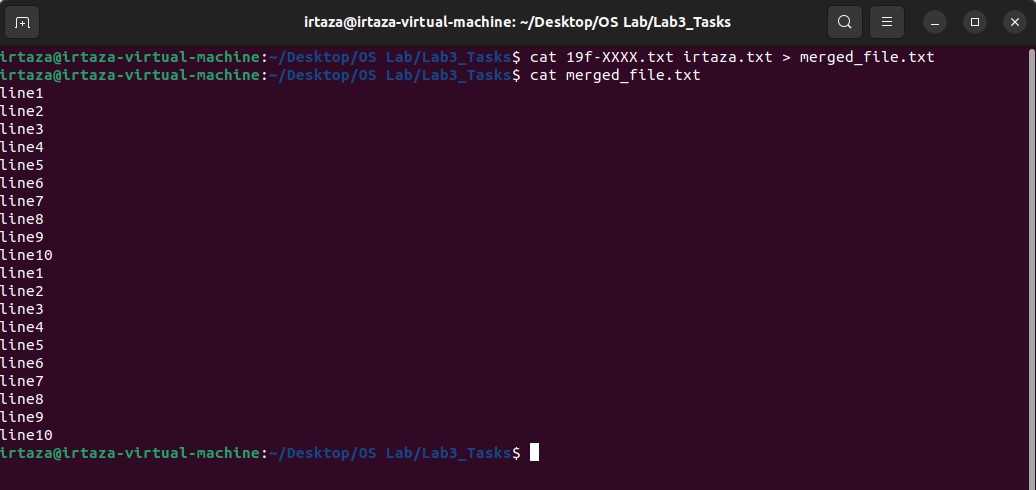 irtaza@irtaza-virtual-machine: ~/Desktop/OS Lab/Lab3_Tasks
irtaza@irtaza-virtual-machine:~/Desktop/OS Lab/Lab3_Tasks$ cat 19f-XXXX.txt irtaza.txt > merged_file.txt
irtaza@irtaza-virtual-machine:~/Desktop/OS Lab/Lab3_Tasks$ cat merged_file.txt
line1
line2
line3
line4
line5
line6
line7
line8
line9
line10
line1
line2
line3
line4
line5
line6
line7
line8
line9
line10
irtaza@irtaza-virtual-machine:~/Desktop/OS Lab/Lab3_Tasks$